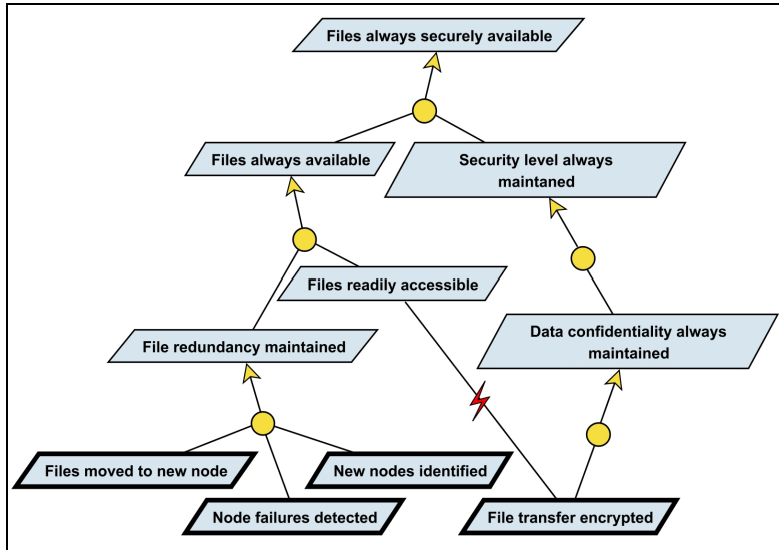 Files always securely available
Files always available
Security level always
maintaned
Files readily accessible
File redundancy maintained
Data confidentiality always
maintained
Files moved to new node
New nodes identified
Node failures detected
File transfer encrypted